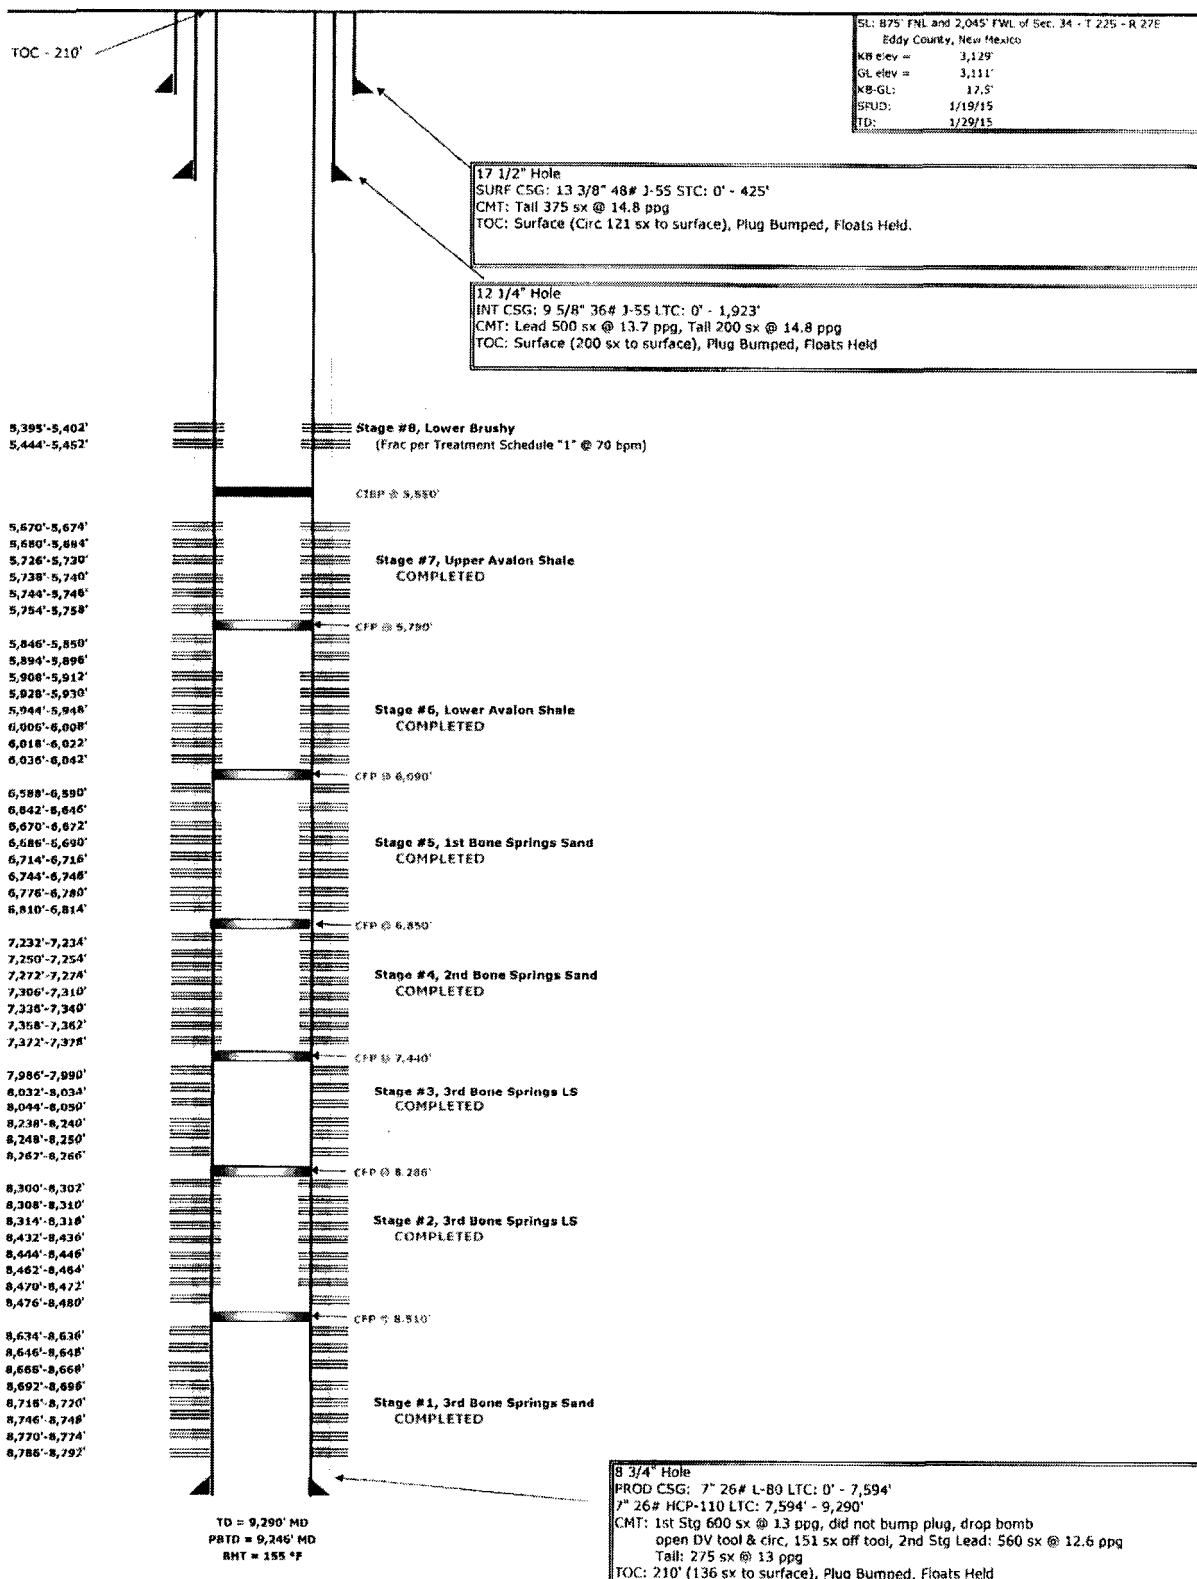 SL: 875' FNL and 2,045' FWL of Sec. 34 - T 22S - R 27E
Eddy County, New Mexico
KB elev = 3,129'
GL elev = 3,111'
KB-GL: 17.5'
SPUD: 1/19/15
TD: 1/29/15
TOC - 210'
17 1/2" Hole
SURF CSG: 13 3/8" 48# J-55 STC: 0' - 425'
CMT: Tail 375 sx @ 14.8 ppg
TOC: Surface (Circ 121 sx to surface), Plug Bumped, Floats Held.
12 1/4" Hole
INT CSG: 9 5/8" 36# J-55 LTC: 0' - 1,923'
CMT: Lead 500 sx @ 13.7 ppg, Tail 200 sx @ 14.8 ppg
TOC: Surface (200 sx to surface), Plug Bumped, Floats Held
5,395'-5,402' Stage #8, Lower Brushy
5,444'-5,452' (Frac per Treatment Schedule "1" @ 70 bpm)
CIBP @ 5,550'
5,670'-5,674'
5,680'-5,684'
5,726'-5,730' Stage #7, Upper Avalon Shale
5,738'-5,740' COMPLETED
5,744'-5,746'
5,754'-5,758'
CFP @ 5,790'
5,846'-5,850'
5,894'-5,896'
5,908'-5,912'
5,928'-5,930'
5,944'-5,948' Stage #6, Lower Avalon Shale
6,006'-6,008' COMPLETED
6,018'-6,022'
6,036'-6,042'
CFP @ 6,090'
6,588'-6,590'
6,642'-6,646'
6,670'-6,672'
6,686'-6,690' Stage #5, 1st Bone Springs Sand
6,714'-6,716' COMPLETED
6,744'-6,746'
6,776'-6,780'
6,810'-6,814'
CFP @ 6,850'
7,232'-7,234'
7,250'-7,254'
7,272'-7,274' Stage #4, 2nd Bone Springs Sand
7,306'-7,310' COMPLETED
7,336'-7,340'
7,358'-7,362'
7,372'-7,378'
CFP @ 7,440'
7,986'-7,990'
8,032'-8,034' Stage #3, 3rd Bone Springs LS
8,044'-8,050' COMPLETED
8,238'-8,240'
8,248'-8,250'
8,262'-8,266'
CFP @ 8,286'
8,300'-8,302'
8,308'-8,310'
8,314'-8,318' Stage #2, 3rd Bone Springs LS
8,432'-8,436' COMPLETED
8,444'-8,446'
8,462'-8,464'
8,470'-8,472'
8,476'-8,480'
CFP @ 8,510'
8,634'-8,636'
8,646'-8,648'
8,666'-8,668'
8,692'-8,696'
8,718'-8,720' Stage #1, 3rd Bone Springs Sand
8,746'-8,748' COMPLETED
8,770'-8,774'
8,786'-8,792'
8 3/4" Hole
PROD CSG: 7" 26# L-80 LTC: 0' - 7,594'
7" 26# HCP-110 LTC: 7,594' - 9,290'
CMT: 1st Stg 600 sx @ 13 ppg, did not bump plug, drop bomb
open DV tool & circ, 151 sx off tool, 2nd Stg Lead: 560 sx @ 12.6 ppg
Tail: 275 sx @ 13 ppg
TOC: 210' (136 sx to surface), Plug Bumped, Floats Held
TD = 9,290' MD
PBTD = 9,246' MD
BHT = 155 °F